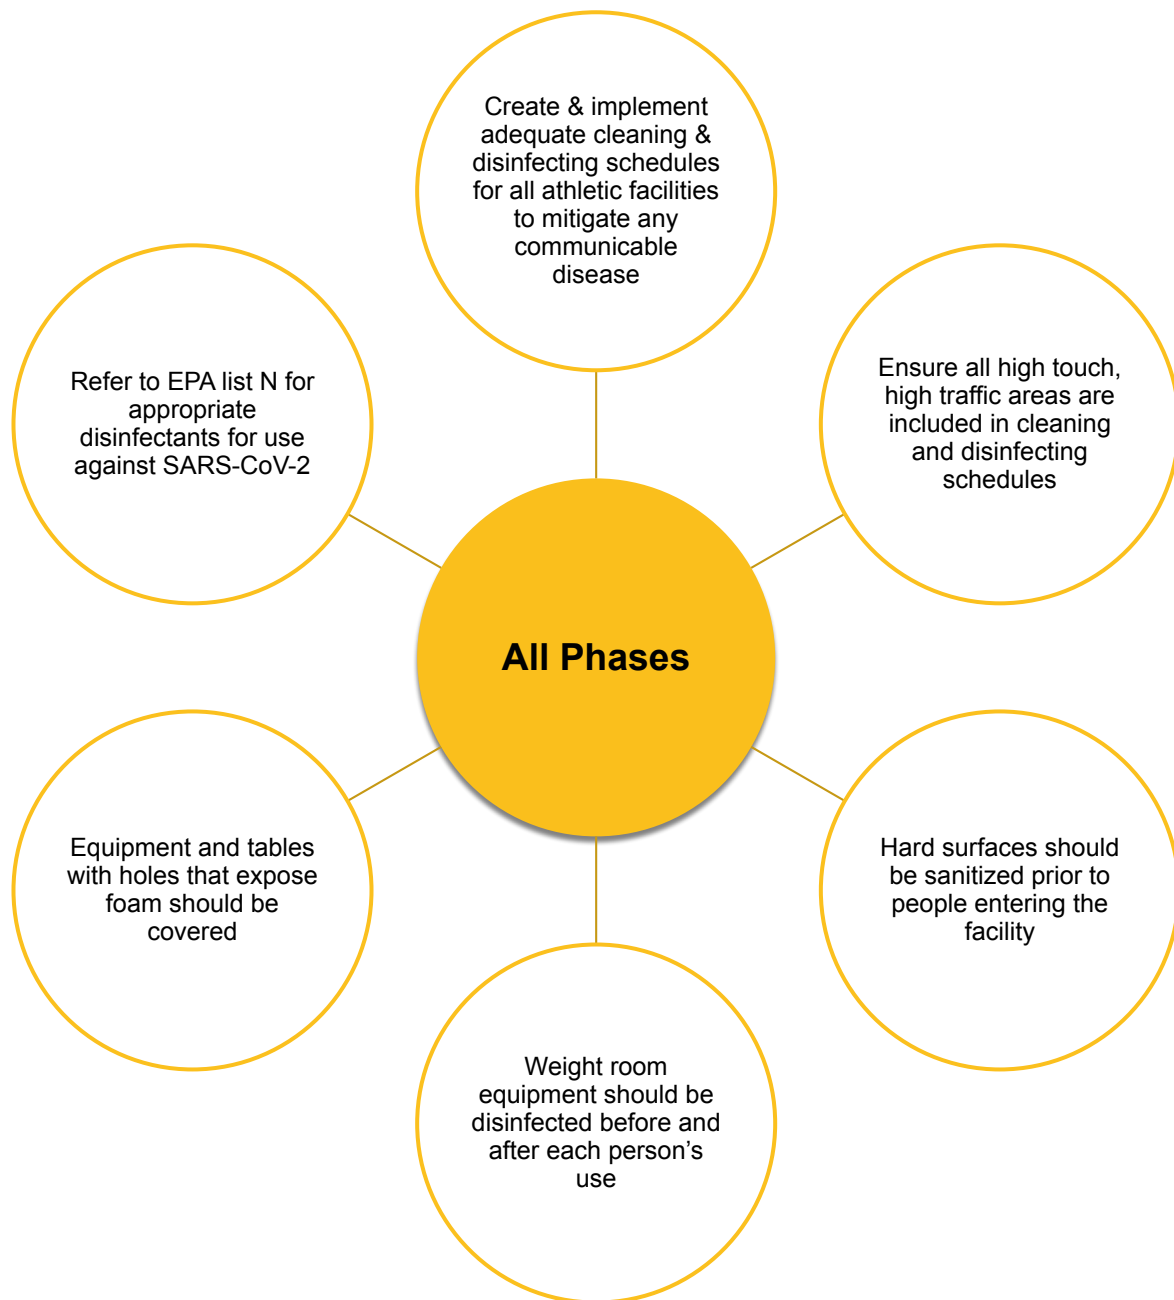 Create & implement
adequate cleaning &
disinfecting schedules
for all athletic facilities
to mitigate any
communicable
disease
Ensure all high touch,
high traffic areas are
included in cleaning
and disinfecting
schedules
Hard surfaces should
be sanitized prior to
people entering the
facility
Weight room
equipment should be
disinfected before and
after each person’s
use
Equipment and tables
with holes that expose
foam should be
covered
Refer to EPA list N for
appropriate
disinfectants for use
against SARS-CoV-2
All Phases